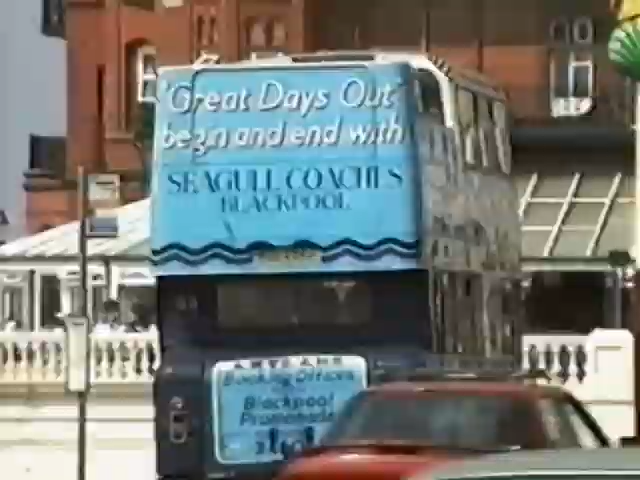 'Great Days Out'
begin and end with
SEAGULL COACHES
BLACKPOOL
Booking Offices
Blackpool
Promenade